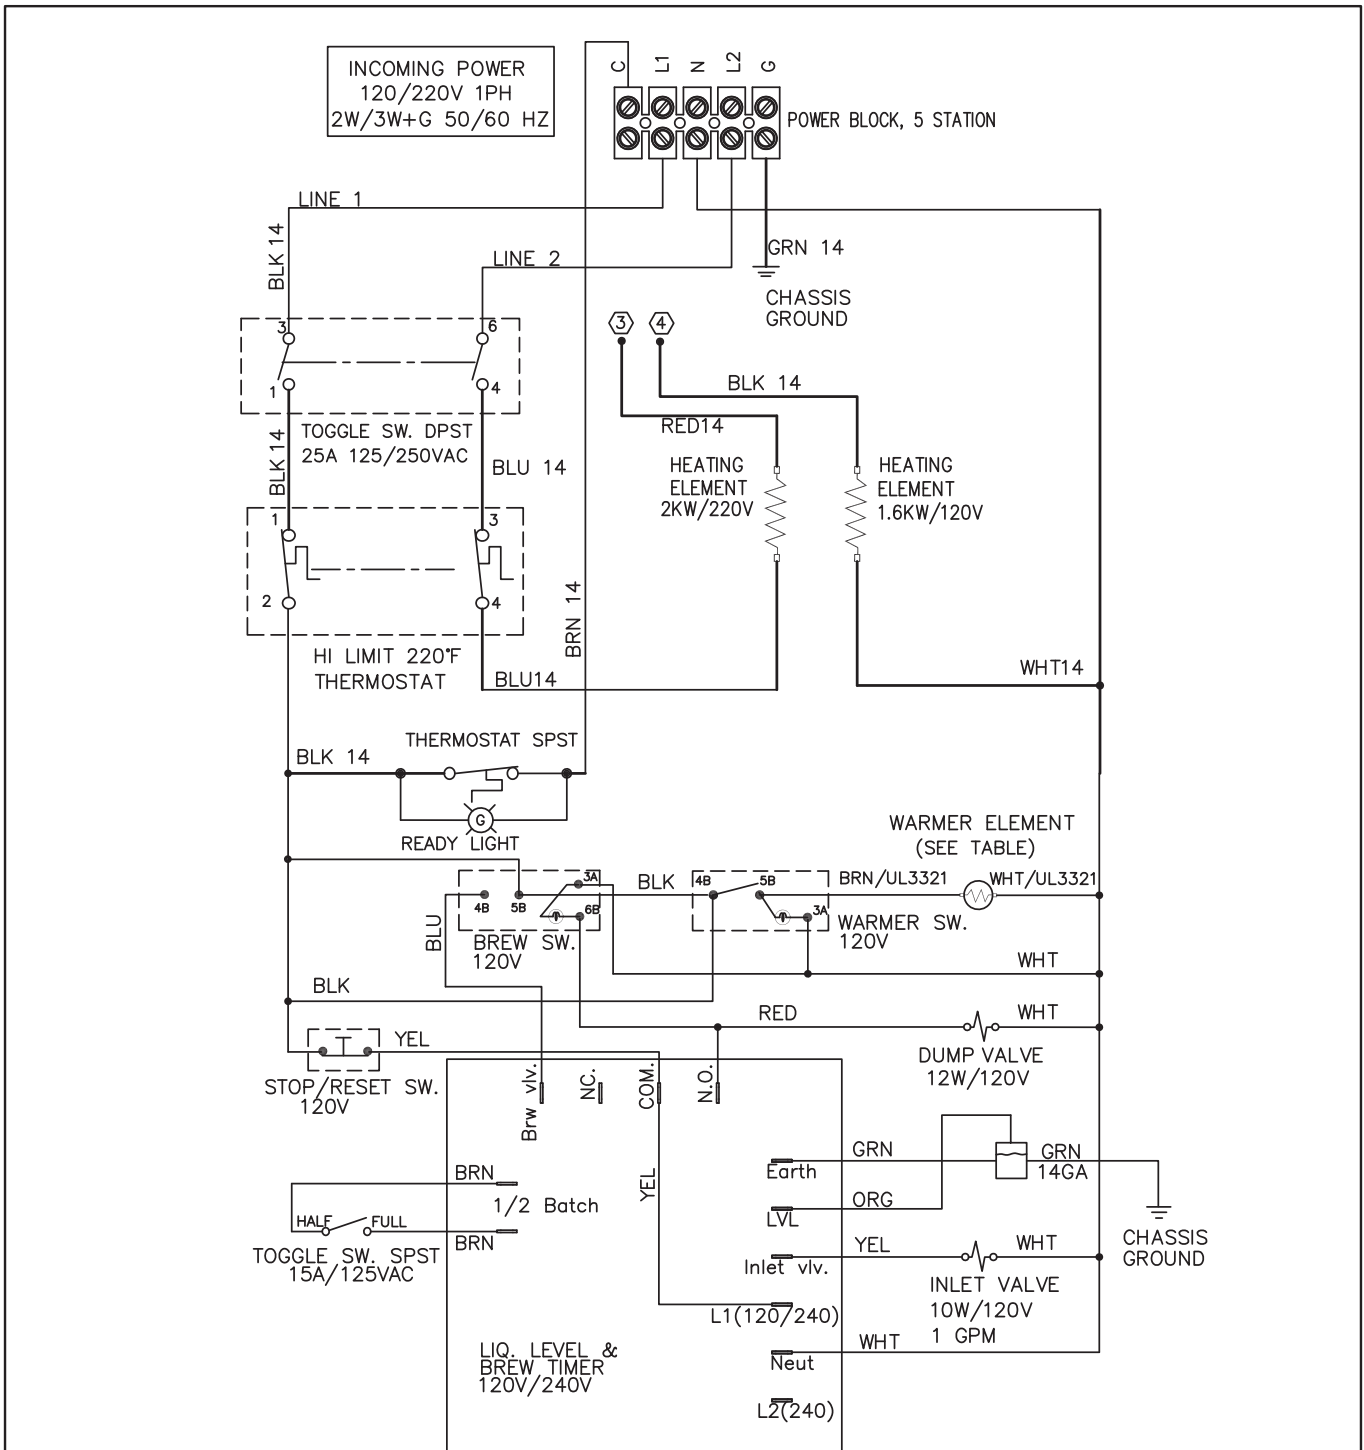 INCOMING POWER
120/220V 1PH
2W/3W+G 50/60 HZ
C
L1
N
L2
G
POWER BLOCK, 5 STATION
LINE 1
BLK 14
LINE 2
GRN 14
CHASSIS
GROUND
3
6
1
4
TOGGLE SW. DPST
25A 125/250VAC
3
4
BLK 14
RED14
HEATING
ELEMENT
2KW/220V
HEATING
ELEMENT
1.6KW/120V
BLK 14
BLU 14
1
3
2
4
HI LIMIT 220°F
THERMOSTAT
BLU14
BRN 14
WHT14
THERMOSTAT SPST
BLK 14
G
READY LIGHT
WARMER ELEMENT
(SEE TABLE)
3A
4B
5B
6B
BREW SW.
120V
BLK
4B
5B
3A
BRN/UL3321
WHT/UL3321
WARMER SW.
120V
BLU
WHT
BLK
RED
WHT
DUMP VALVE
12W/120V
YEL
STOP/RESET SW.
120V
Brw vlv.
NC.
COM.
N.O.
YEL
BRN
1/2 Batch
HALF
FULL
BRN
TOGGLE SW. SPST
15A/125VAC
Earth
GRN
GRN
14GA
LVL
ORG
CHASSIS
GROUND
Inlet vlv.
YEL
WHT
INLET VALVE
10W/120V
1 GPM
L1(120/240)
WHT
Neut
L2(240)
LIQ. LEVEL &
BREW TIMER
120V/240V